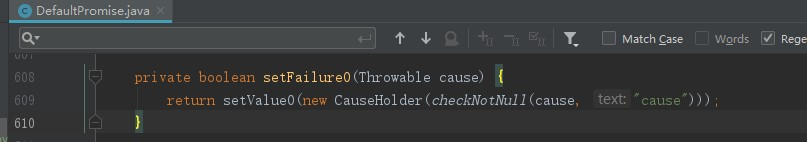 DefaultPromise.java
Match Case
Words
Rege
608 private boolean setFailure0(Throwable cause) {
609 return setValue0(new CauseHolder(checkNotNull(cause, text: "cause")));
610 }